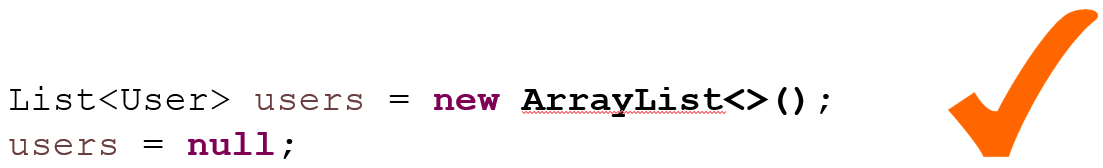 List<User> users = new ArrayList<>();
users = null;